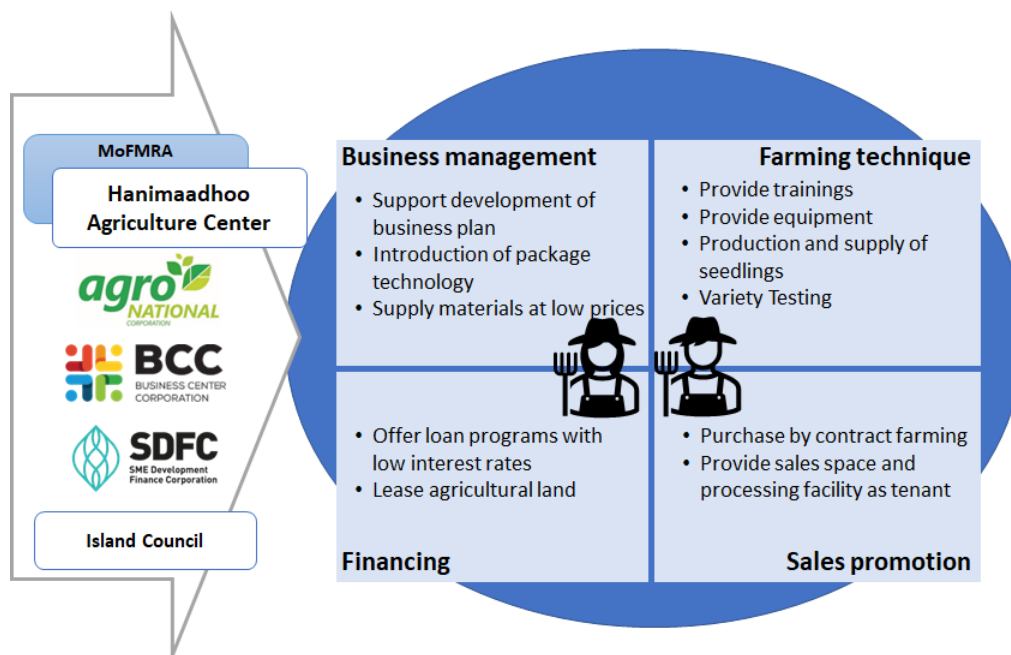 MoFMRA
Hanimaadhoo
Agriculture Center
agro
NATIONAL
CORPORATION
BCC
BUSINESS CENTER
CORPORATION
SDFC
SME Development
Finance Corporation
Island Council
Business management
• Support development of
business plan
• Introduction of package
technology
• Supply materials at low prices
Farming technique
• Provide trainings
• Provide equipment
• Production and supply of
seedlings
• Variety Testing
• Offer loan programs with
low interest rates
• Lease agricultural land
Financing
• Purchase by contract farming
• Provide sales space and
processing facility as tenant
Sales promotion